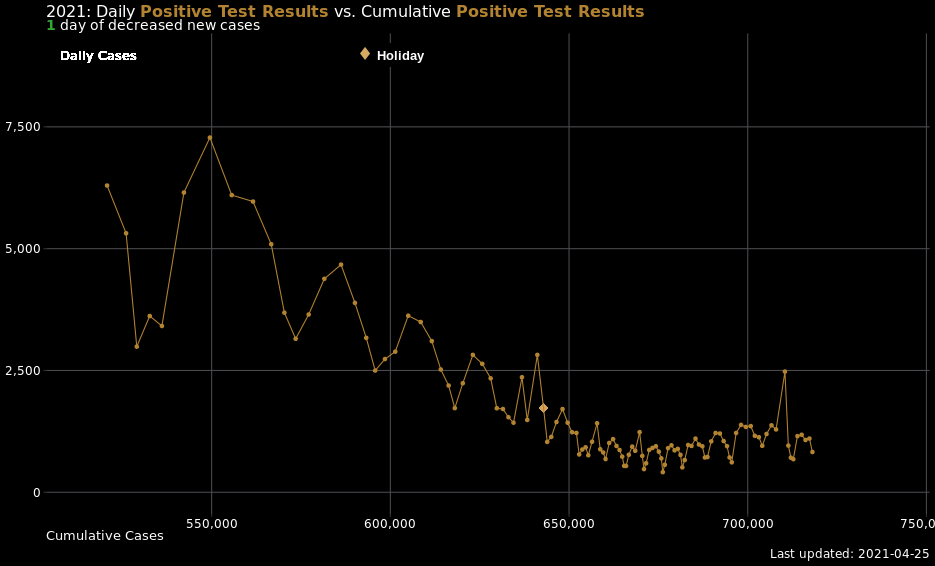 2021: Daily Positive Test Results vs. Cumulative Positive Test Results
1 day of decreased new cases
Daily Cases
Holiday
7,500
5,000
2,500
0
550,000 600,000 650,000 700,000 750,0
Cumulative Cases
Last updated: 2021-04-25